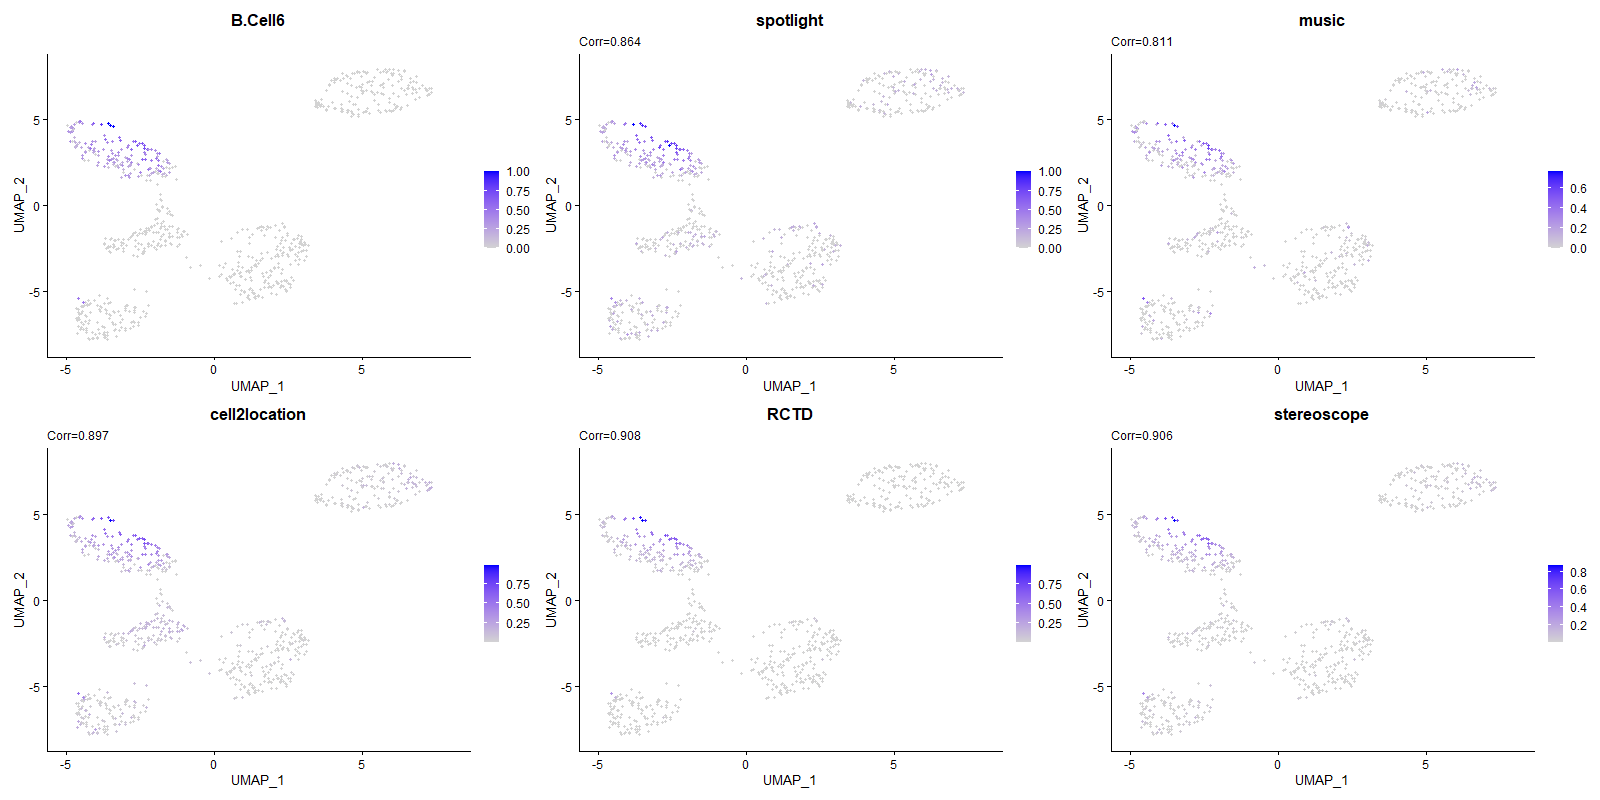 B.Cell6
5
0
-5
UMAP_2
-5
0
5
UMAP_1
1.00
0.75
0.50
0.25
0.00
spotlight
Corr=0.864
5
0
-5
UMAP_2
-5
0
5
UMAP_1
1.00
0.75
0.50
0.25
0.00
music
Corr=0.811
5
0
-5
UMAP_2
-5
0
5
UMAP_1
0.6
0.4
0.2
0.0
cell2location
Corr=0.897
5
0
-5
UMAP_2
-5
0
5
UMAP_1
0.75
0.50
0.25
RCTD
Corr=0.908
5
0
-5
UMAP_2
-5
0
5
UMAP_1
0.75
0.50
0.25
stereoscope
Corr=0.906
5
0
-5
UMAP_2
-5
0
5
UMAP_1
0.8
0.6
0.4
0.2